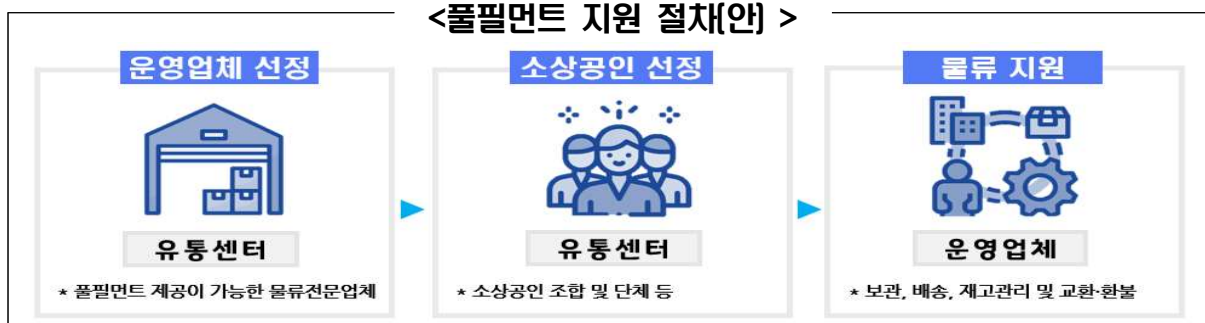 <풀필먼트 지원 절차(안) >
운영업체 선정
유통센터
* 풀필먼트 제공이 가능한 물류전문업체
소상공인 선정
유통센터
* 소상공인 조합 및 단체 등
물류 지원
운영업체
* 보관, 배송, 재고관리 및 교환·환불